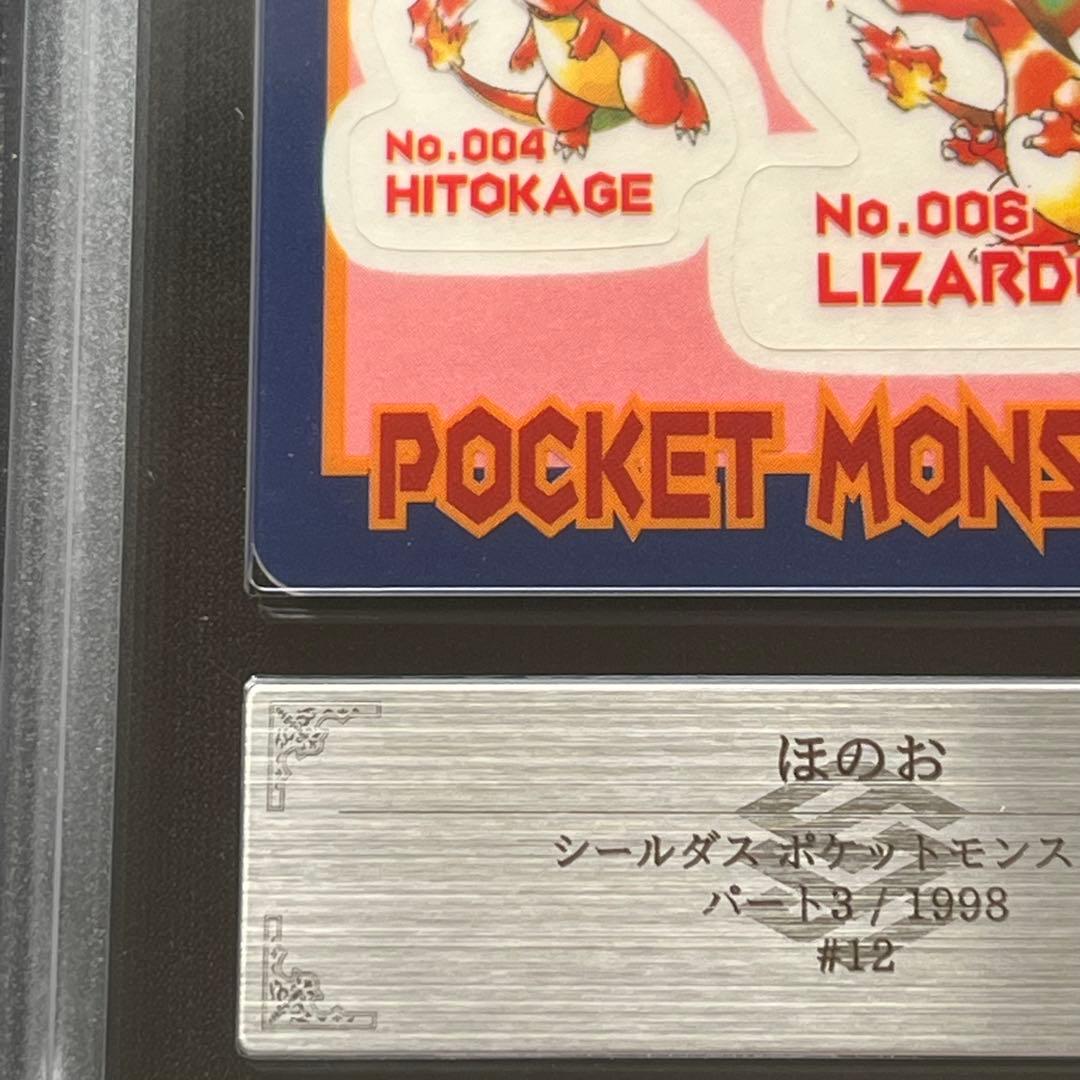 No.004
HITOKAGE
No.006
LIZARD
POCKET MONS
ほのお
シールダス ポケットモンス
パート3 / 1998
#12